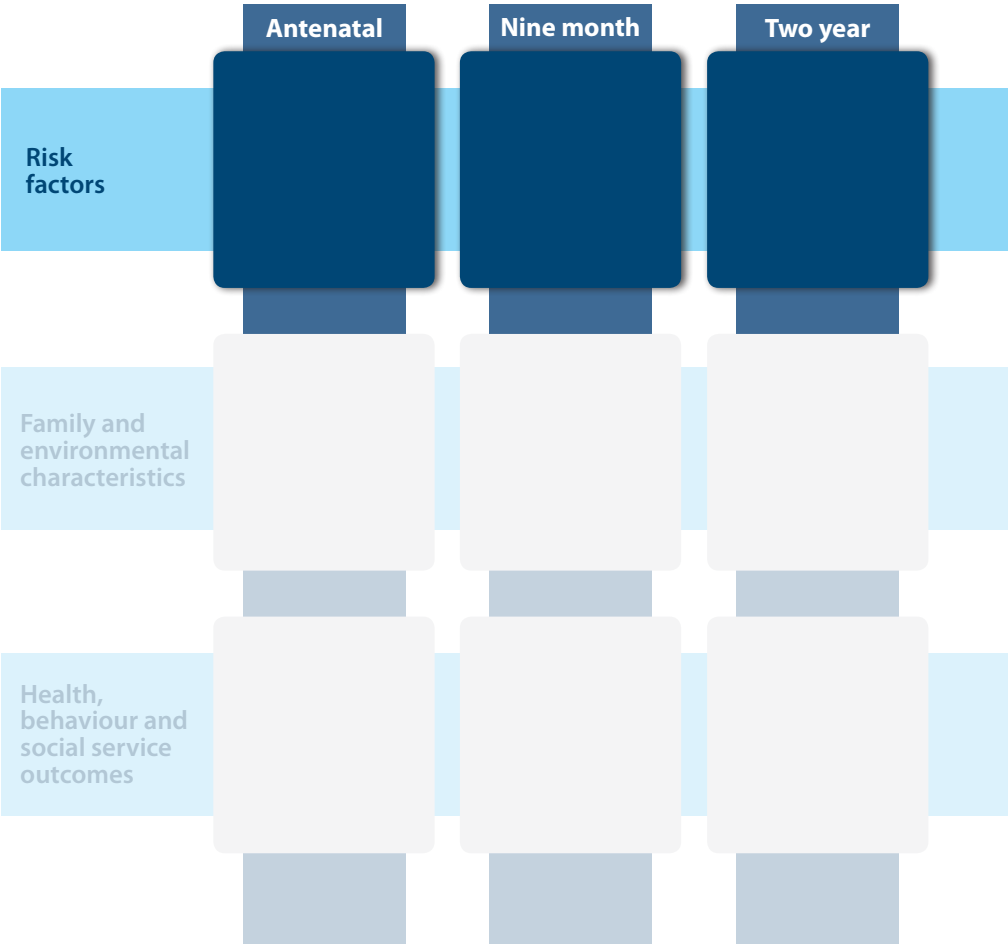 Antenatal
Nine month
Two year
Risk
factors
Family and
environmental
characteristics
Health,
behaviour and
social service
outcomes